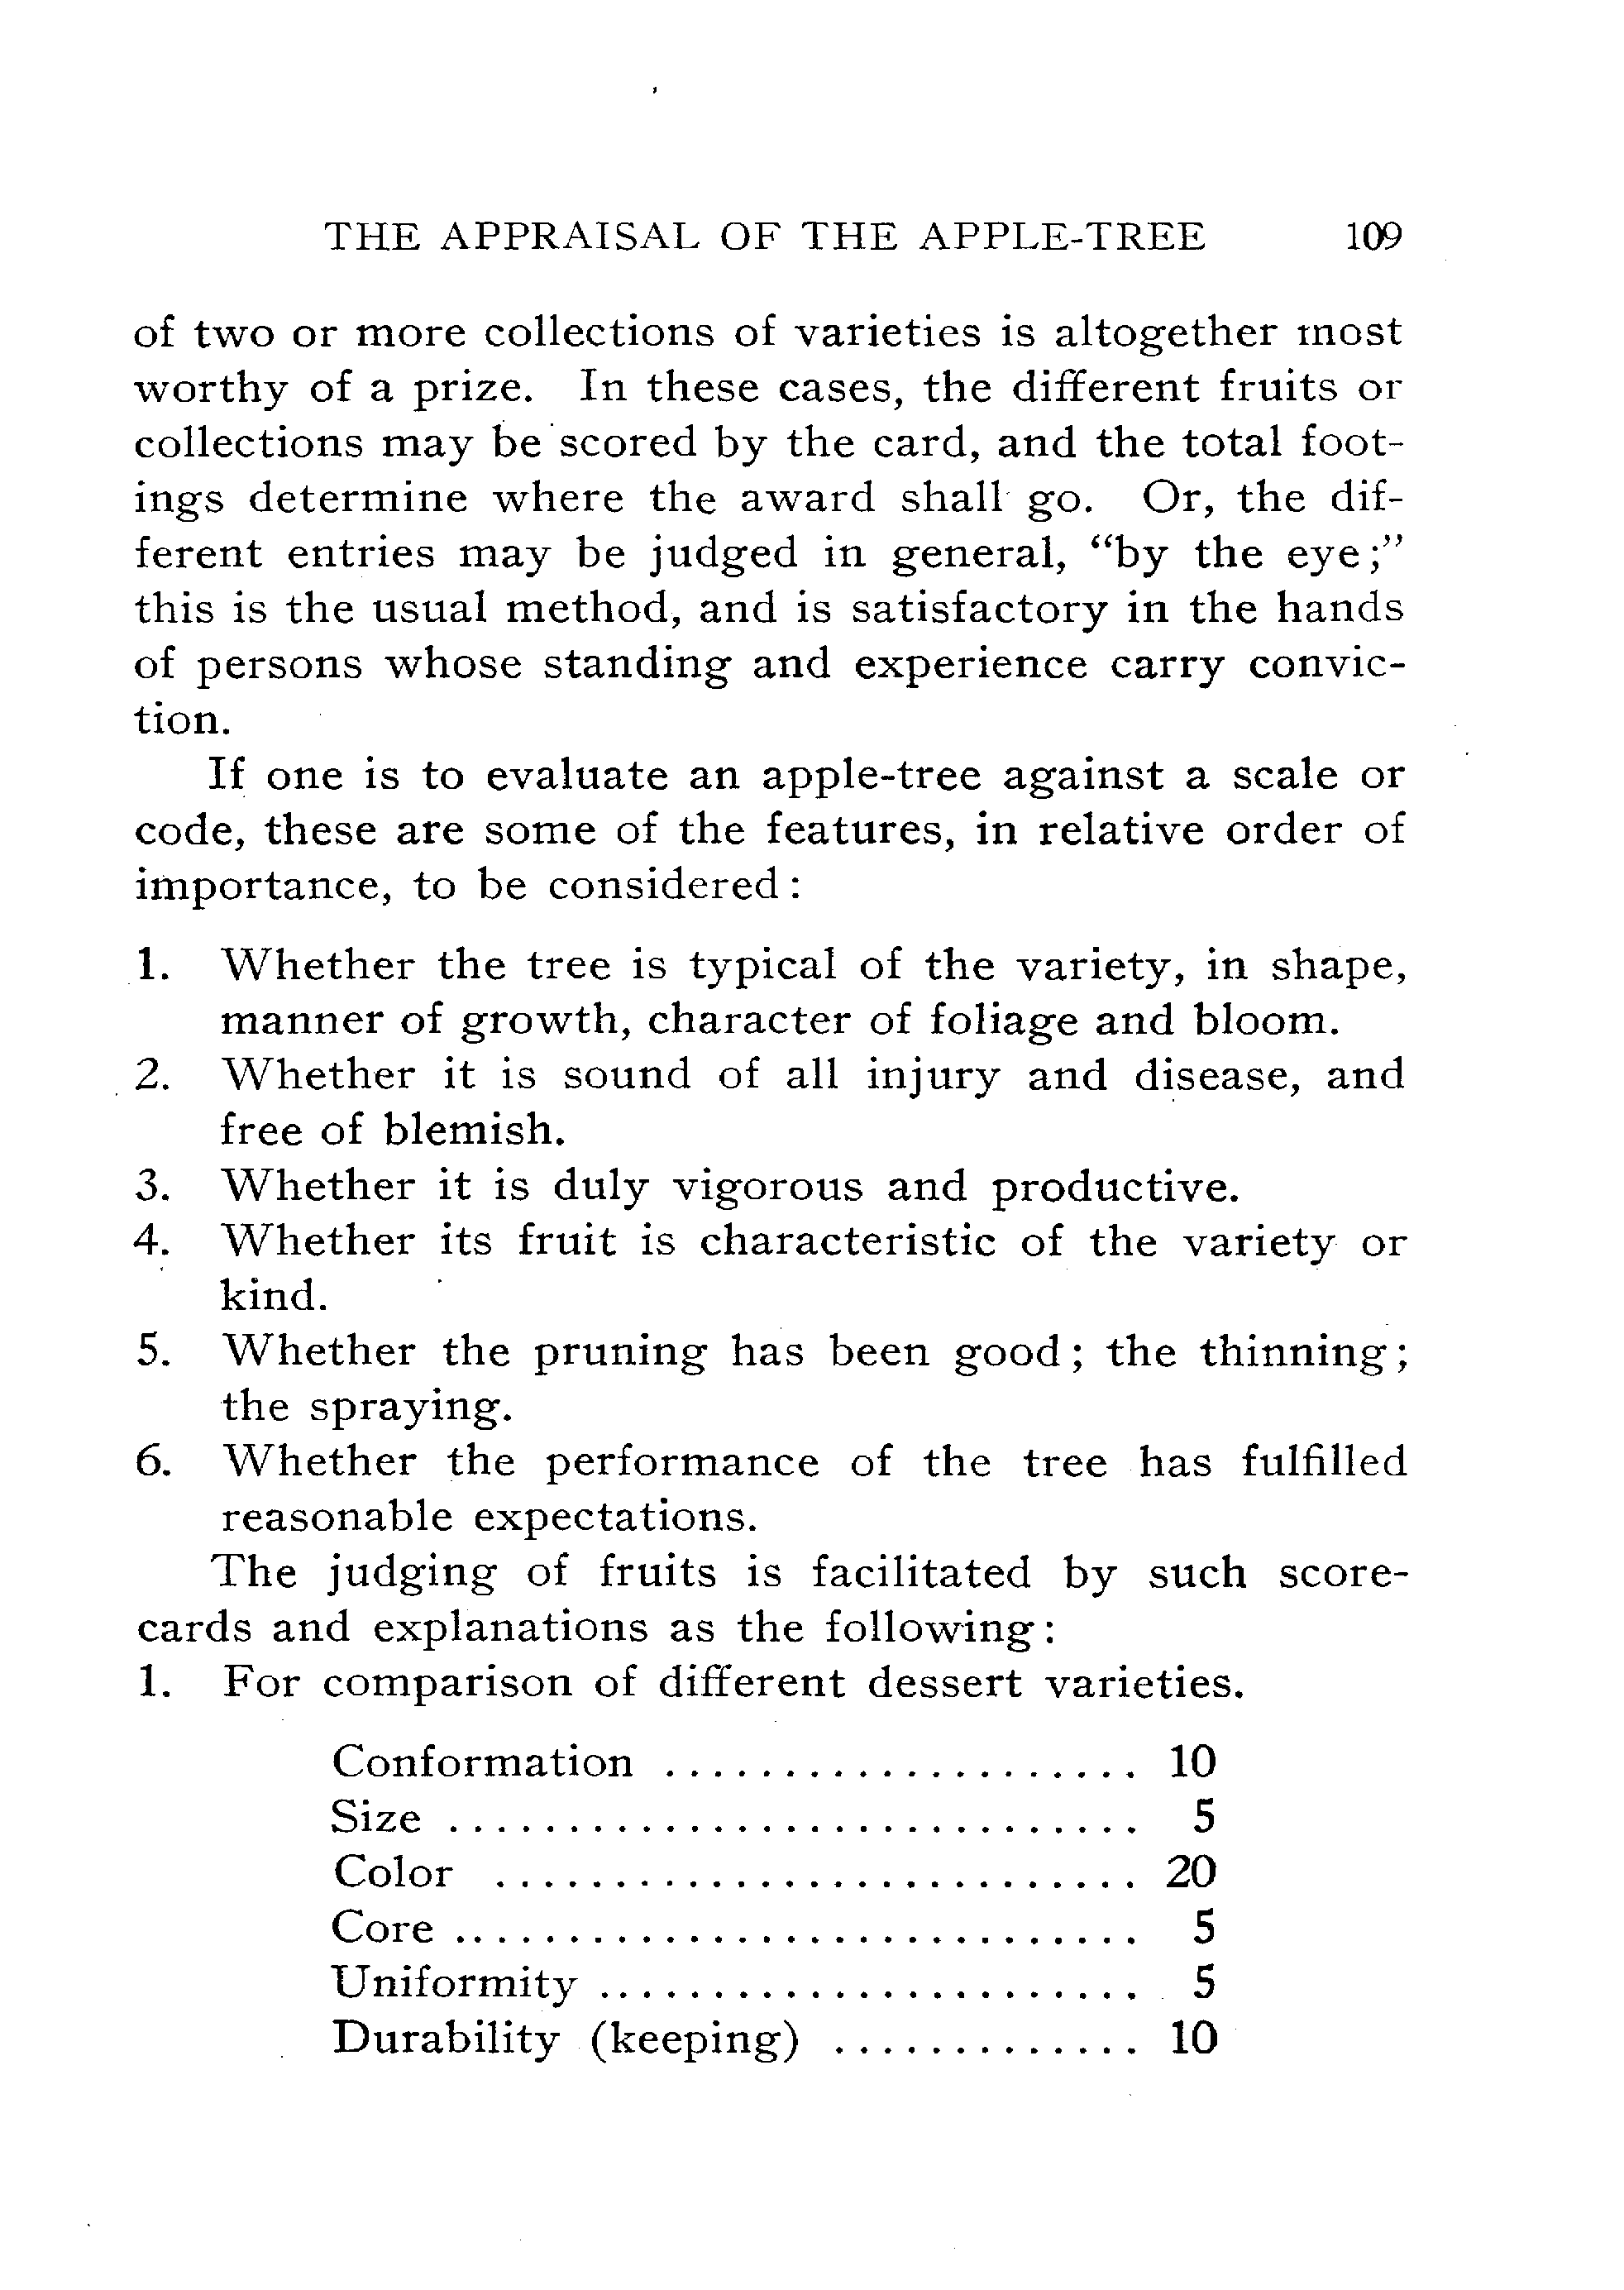 THE APPRAISAL OF THE APPLE-TREE 109
of two or more collections of varieties is altogether most
worthy of a prize. In these cases, the different fruits or
collections may be scored by the card, and the total foot-
ings determine where the award shall go. Or, the dif-
ferent entries may be judged in general, “by the eye;”
this is the usual method, and is satisfactory in the hands
of persons whose standing and experience carry convic-
tion.
If one is to evaluate an apple-tree against a scale or
code, these are some of the features, in relative order of
importance, to be considered:
1. Whether the tree is typical of the variety, in shape,
manner of growth, character of foliage and bloom.
2. Whether it is sound of all injury and disease, and
free of blemish.
3. Whether it is duly vigorous and productive.
4. Whether its fruit is characteristic of the variety or
kind.
5. Whether the pruning has been good; the thinning;
the spraying.
6. Whether the performance of the tree has fulfilled
reasonable expectations.
The judging of fruits is facilitated by such score-
cards and explanations as the following:
1. For comparison of different dessert varieties.
Conformation .................... 10
Size ............................. 5
Color ........................... 20
Core ............................. 5
Uniformity ....................... 5
Durability (keeping) ............. 10